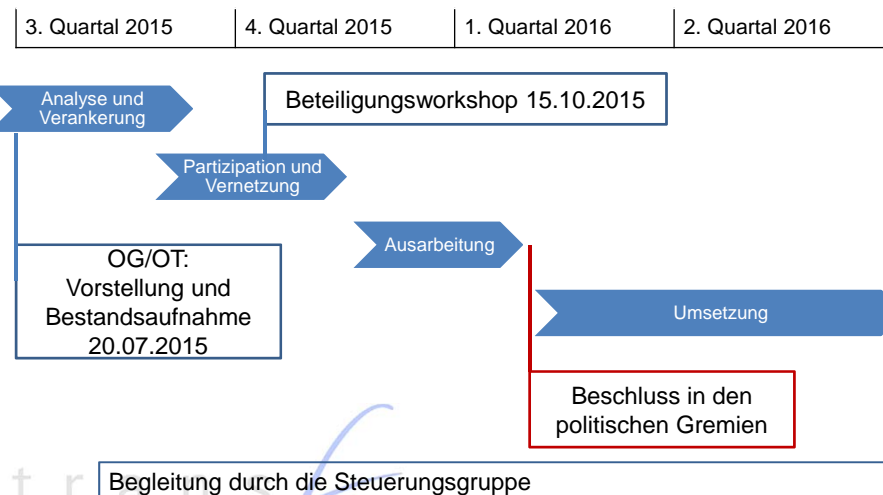 3. Quartal 2015
4. Quartal 2015
1. Quartal 2016
2. Quartal 2016
Analyse und
Verankerung
Beteiligungsworkshop 15.10.2015
Partizipation und
Vernetzung
Ausarbeitung
OG/OT:
Vorstellung und
Bestandsaufnahme
20.07.2015
Umsetzung
Beschluss in den
politischen Gremien
Begleitung durch die Steuerungsgruppe